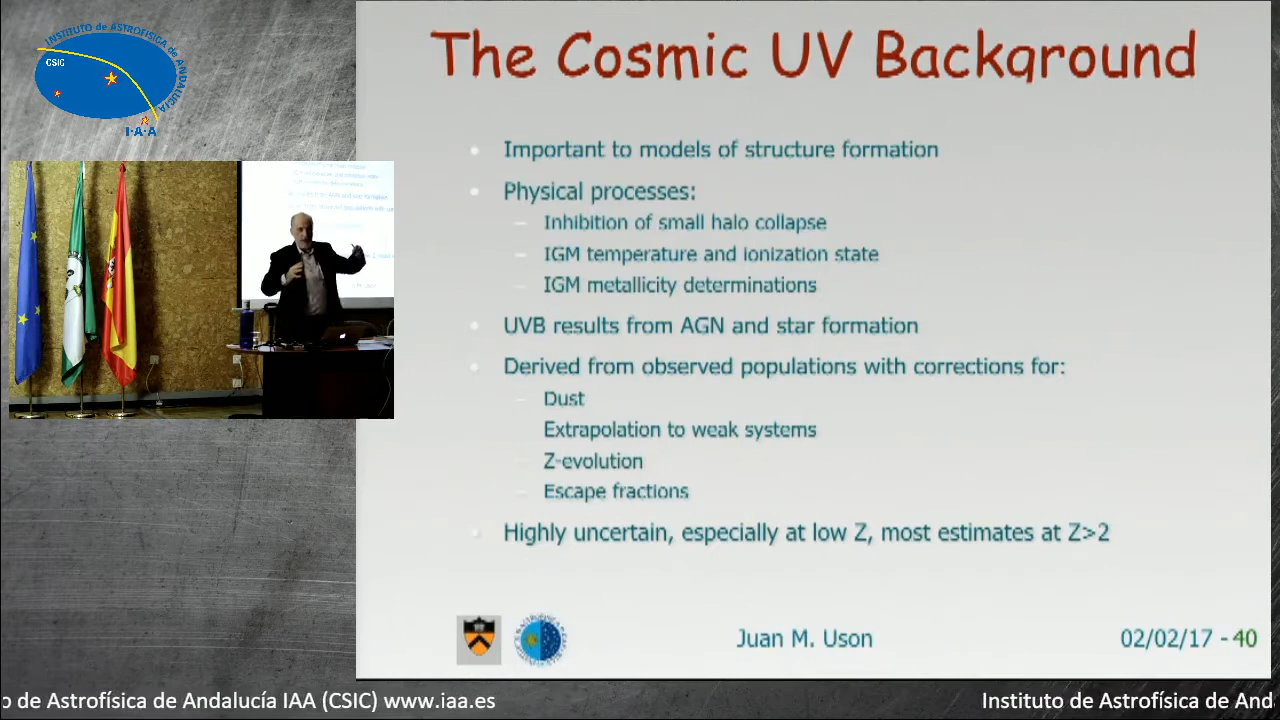 INSTITUTO de ASTROFÍSICA de ANDALUCÍA
CSIC
I·A·A
The Cosmic UV Background
Important to models of structure formation
Physical processes:
– Inhibition of small halo collapse
– IGM temperature and ionization state
– IGM metallicity determinations
UVB results from AGN and star formation
Derived from observed populations with corrections for:
– Dust
Extrapolation to weak systems
– Z-evolution
– Escape fractions
Highly uncertain, especially at low Z, most estimates at Z>2
Juan M. Uson
02/02/17 - 40
o de Astrofísica de Andalucía IAA (CSIC) www.iaa.es
Instituto de Astrofísica de And